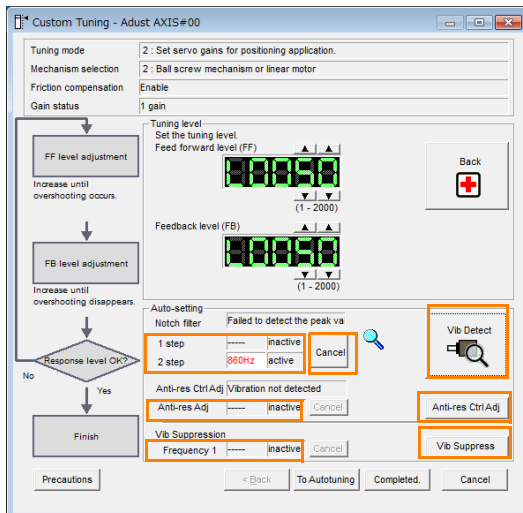 Custom Tuning - Adust AXIS#00
Tuning mode 2 : Set servo gains for positioning application.
Mechanism selection 2 : Ball screw mechanism or linear motor
Friction compensation Enable
Gain status 1 gain
FF level adjustment
Increase until
overshooting occurs.
FB level adjustment
Increase until
overshooting disappears.
Response level OK?
No
Yes
Finish
Tuning level
Set the tuning level.
Feed forward level (FF)
L0050
(1 - 2000)
Feedback level (FB)
L0050
(1 - 2000)
Back
Auto-setting
Notch filter Failed to detect the peak va
1 step ----- inactive
2 step 860Hz active
Cancel
Vib Detect
Anti-res Ctrl Adj Vibration not detected
Anti-res Adj ----- inactive Cancel
Anti-res Ctrl Adj
Vib Suppression
Frequency 1 ----- inactive Cancel
Vib Suppress
Precautions < Back To Autotuning Completed. Cancel